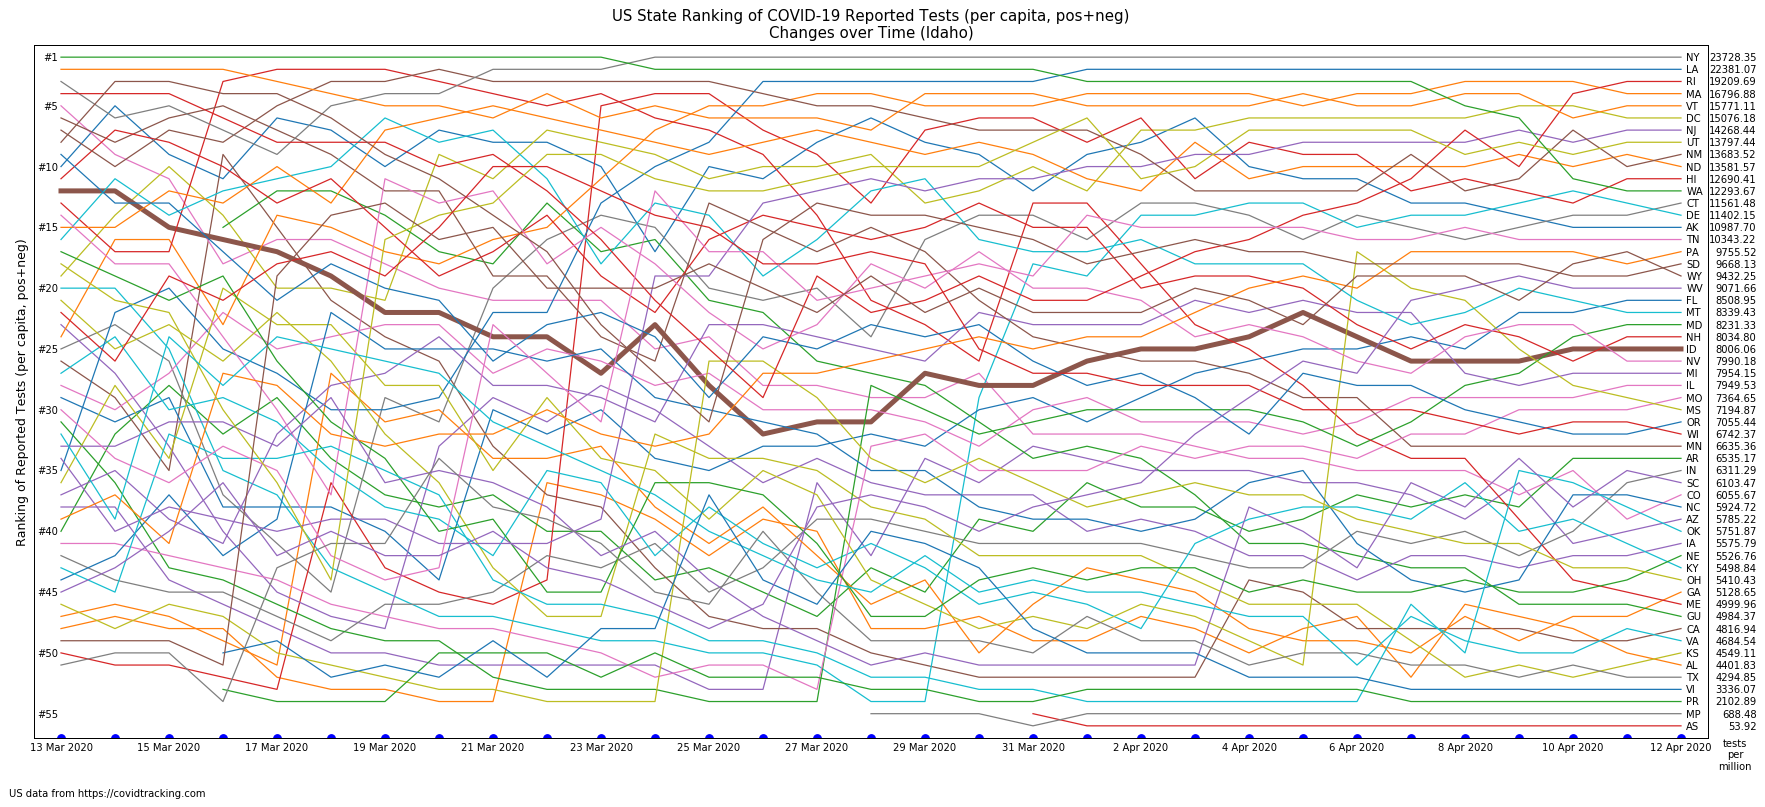 US State Ranking of COVID-19 Reported Tests (per capita, pos+neg)
Changes over Time (Idaho)
Ranking of Reported Tests (per capita, pos+neg)
#1
#5
#10
#15
#20
#25
#30
#35
#40
#45
#50
#55
NY 23728.35
LA 22381.07
RI 19209.69
MA 16796.88
VT 15771.11
DC 15076.18
NJ 14268.44
UT 13797.44
NM 13683.52
ND 13581.57
HI 12690.41
WA 12293.67
CT 11561.48
DE 11402.15
AK 10987.70
TN 10343.22
PA 9755.52
SD 9668.13
WY 9432.25
WV 9071.66
FL 8508.95
MT 8339.43
MD 8231.33
NH 8034.80
ID 8006.06
NV 7990.18
MI 7954.15
IL 7949.53
MO 7364.65
MS 7194.87
OR 7055.44
WI 6742.37
MN 6635.36
AR 6535.17
IN 6311.29
SC 6103.47
CO 6055.67
NC 5924.72
AZ 5785.22
OK 5751.87
IA 5575.79
NE 5526.76
KY 5498.84
OH 5410.43
GA 5128.65
ME 4999.96
GU 4984.37
CA 4816.94
VA 4684.54
KS 4549.11
AL 4401.83
TX 4294.85
VI 3336.07
PR 2102.89
MP 688.48
AS 53.92
13 Mar 2020 15 Mar 2020 17 Mar 2020 19 Mar 2020 21 Mar 2020 23 Mar 2020 25 Mar 2020 27 Mar 2020 29 Mar 2020 31 Mar 2020 2 Apr 2020 4 Apr 2020 6 Apr 2020 8 Apr 2020 10 Apr 2020 12 Apr 2020
tests
per
million
US data from https://covidtracking.com